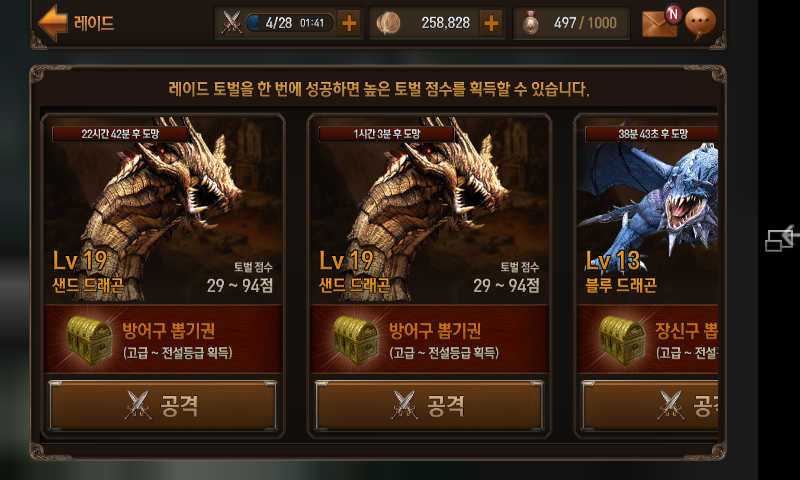 레이드
4/28 01:41
258,828
497/1000
N
레이드 토벌을 한 번에 성공하면 높은 토벌 점수를 획득할 수 있습니다.
22시간 42분 후 도망
Lv 19
샌드 드래곤
토벌 점수
29 ~ 94점
방어구 뽑기권
(고급 ~ 전설등급 획득)
공격
1시간 3분 후 도망
Lv 19
샌드 드래곤
토벌 점수
29 ~ 94점
방어구 뽑기권
(고급 ~ 전설등급 획득)
공격
38분 43초 후 도망
Lv 13
블루 드래곤
장신구
(고급 ~ 전설
공